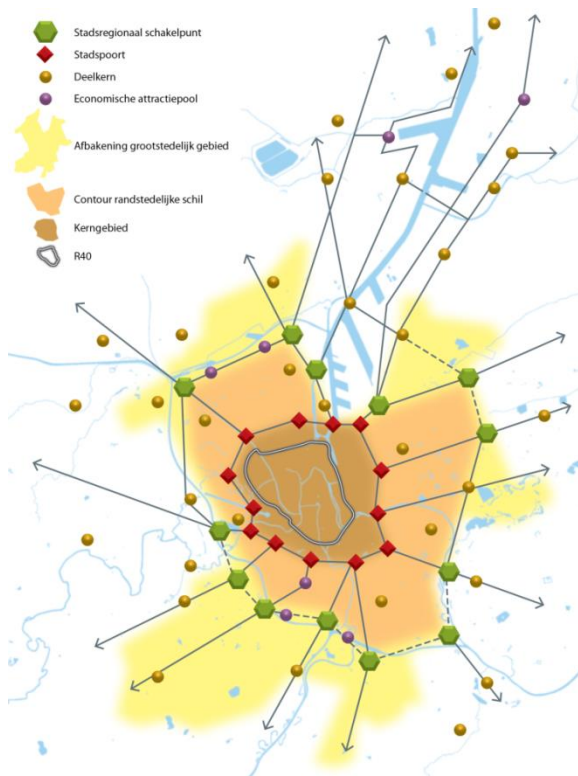 Stadsregionaal schakelpunt
Stadspoort
Deelkern
Economische attractiepool
Afbakening grootstedelijk gebied
Contour randstedelijke schil
Kerngebied
R40